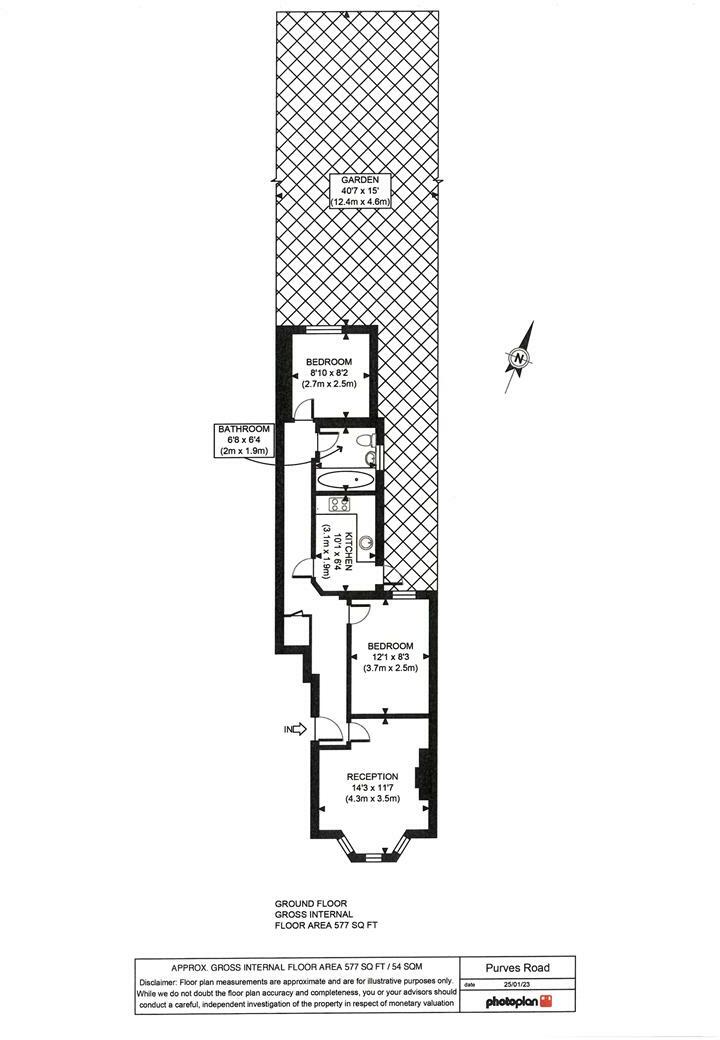 GARDEN
40'7 x 15'
(12.4m x 4.6m)
BEDROOM
8'10 x 8'2
(2.7m x 2.5m)
N
BATHROOM
6'8 x 6'4
(2m x 1.9m)
KITCHEN
10'1 x 6'4
(3.1m x 1.9m)
BEDROOM
12'1 x 8'3
(3.7m x 2.5m)
IN
RECEPTION
14'3 x 11'7
(4.3m x 3.5m)
GROUND FLOOR
GROSS INTERNAL
FLOOR AREA 577 SQ FT
APPROX. GROSS INTERNAL FLOOR AREA 577 SQ FT / 54 SQM
Disclaimer: Floor plan measurements are approximate and are for illustrative purposes only.
While we do not doubt the floor plan accuracy and completeness, you or your advisors should
conduct a careful, independent investigation of the property in respect of monetary valuation
Purves Road
date 25/01/23
photoplan